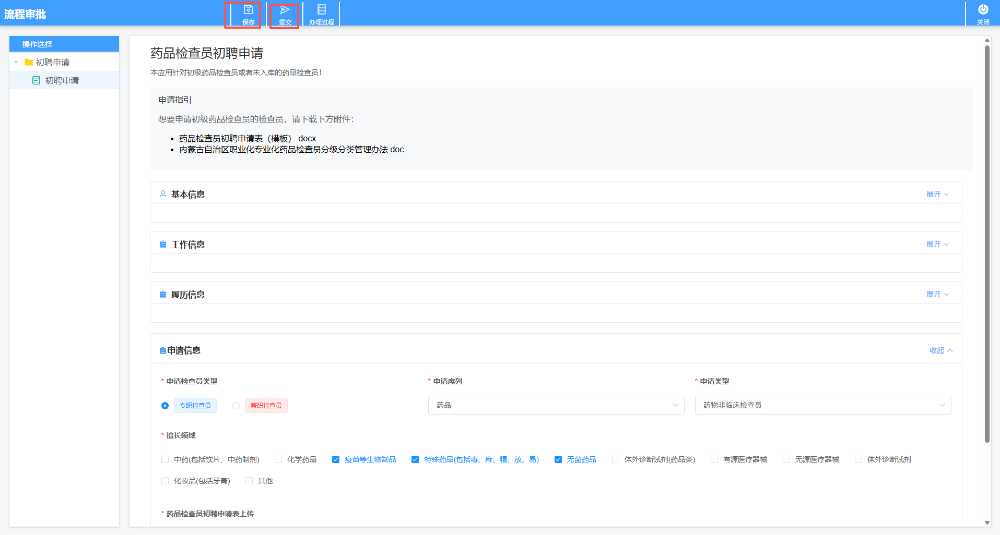 流程审批
保存
提交
办理过程
关闭
操作选择
初聘申请
初聘申请
药品检查员初聘申请
本应用针对初级药品检查员或者未入库的药品检查员!
申请指引
想要申请初级药品检查员的检查员，请下载下方附件：
• 药品检查员初聘申请表（模板）.docx
• 内蒙古自治区职业化专业化药品检查员分级分类管理办法.doc
基本信息 展开
工作信息 展开
履历信息 展开
申请信息 收起
* 申请检查员类型 * 申请序列 * 申请类型
专职检查员 兼职检查员 药品 药物非临床检查员
* 擅长领域
中药(包括饮片、中药制剂) 化学药品 疫苗等生物制品 特殊药品(包括毒、麻、精、放、易) 无菌药品 体外诊断试剂(药品类) 有源医疗器械 无源医疗器械 体外诊断试剂
化妆品(包括牙膏) 其他
* 药品检查员初聘申请表上传